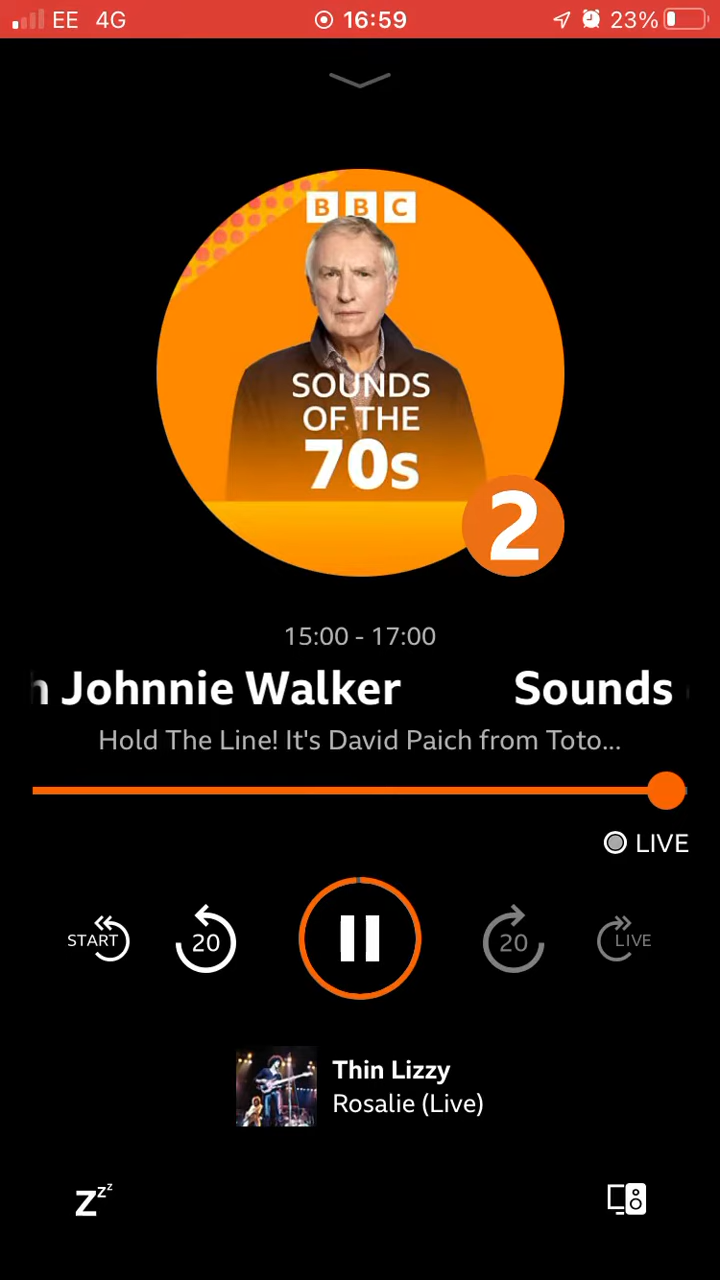 EE 4G 16:59 23%
BBC
SOUNDS
OF THE
70s
2
15:00 - 17:00
h Johnnie Walker Sounds
Hold The Line! It's David Paich from Toto...
LIVE
START 20 20 LIVE
Thin Lizzy
Rosalie (Live)
Zzz